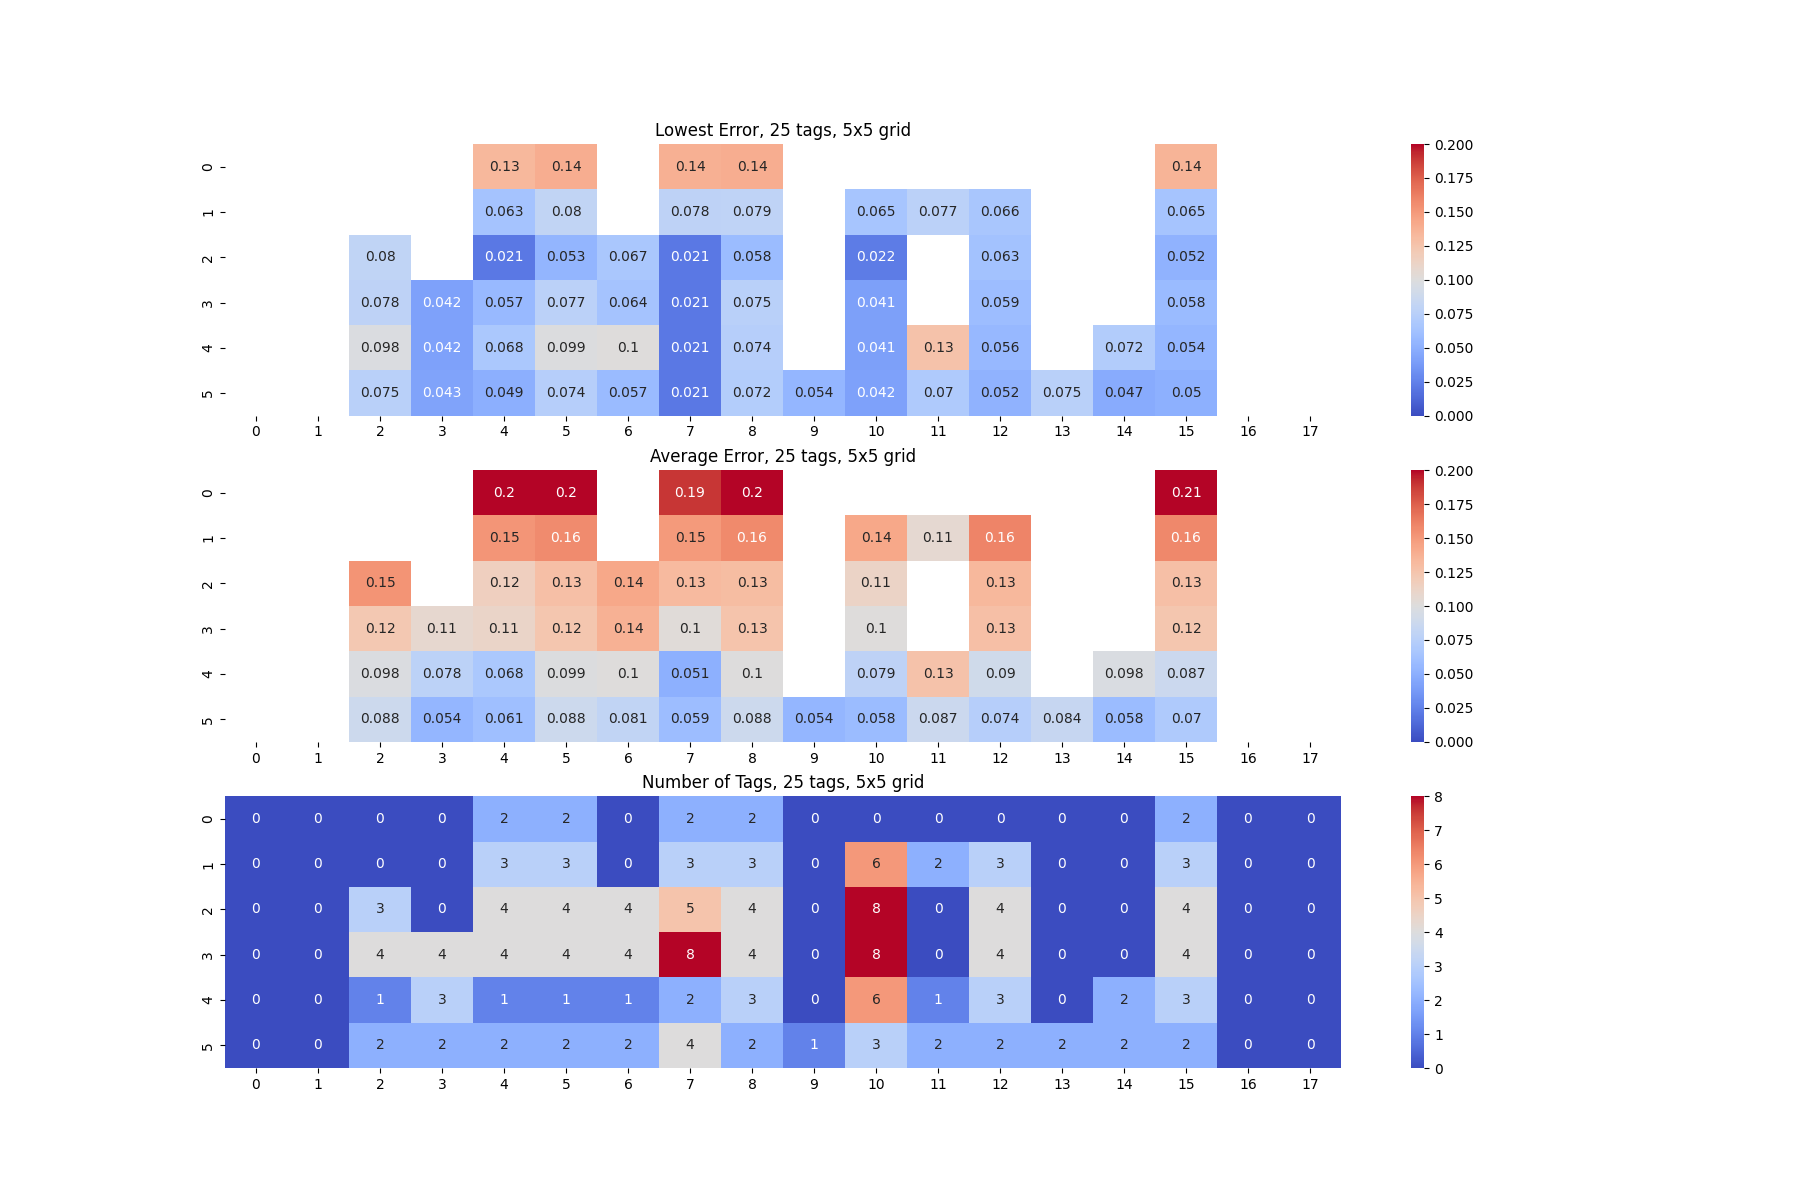 Lowest Error, 25 tags, 5x5 grid
0 0.13 0.14 0.14 0.14 0.14 0.200
0.175
1 0.063 0.08 0.078 0.079 0.065 0.077 0.066 0.065 0.150
2 0.08 0.021 0.053 0.067 0.021 0.058 0.022 0.063 0.052 0.125
0.100
3 0.078 0.042 0.057 0.077 0.064 0.021 0.075 0.041 0.059 0.058 0.075
4 0.098 0.042 0.068 0.099 0.1 0.021 0.074 0.041 0.13 0.056 0.072 0.054 0.050
5 0.075 0.043 0.049 0.074 0.057 0.021 0.072 0.054 0.042 0.07 0.052 0.075 0.047 0.05 0.025
0.000
0 1 2 3 4 5 6 7 8 9 10 11 12 13 14 15 16 17
Average Error, 25 tags, 5x5 grid
0 0.2 0.2 0.19 0.2 0.21 0.200
0.175
1 0.15 0.16 0.15 0.16 0.14 0.11 0.16 0.16 0.150
2 0.15 0.12 0.13 0.14 0.13 0.13 0.11 0.13 0.13 0.125
0.100
3 0.12 0.11 0.11 0.12 0.14 0.1 0.13 0.1 0.13 0.12 0.075
4 0.098 0.078 0.068 0.099 0.1 0.051 0.1 0.079 0.13 0.09 0.098 0.087 0.050
5 0.088 0.054 0.061 0.088 0.081 0.059 0.088 0.054 0.058 0.087 0.074 0.084 0.058 0.07 0.025
0.000
0 1 2 3 4 5 6 7 8 9 10 11 12 13 14 15 16 17
Number of Tags, 25 tags, 5x5 grid
8
0 0 0 0 0 2 2 0 2 2 0 0 0 0 0 0 2 0 0
7
1 0 0 0 0 3 3 0 3 3 0 6 2 3 0 0 3 0 0 6
2 0 0 3 0 4 4 4 5 4 0 8 0 4 0 0 4 0 0 5
4
3 0 0 4 4 4 4 4 8 4 0 8 0 4 0 0 4 0 0 3
4 0 0 1 3 1 1 1 2 3 0 6 1 3 0 2 3 0 0 2
5 0 0 2 2 2 2 2 4 2 1 3 2 2 2 2 2 0 0 1
0
0 1 2 3 4 5 6 7 8 9 10 11 12 13 14 15 16 17